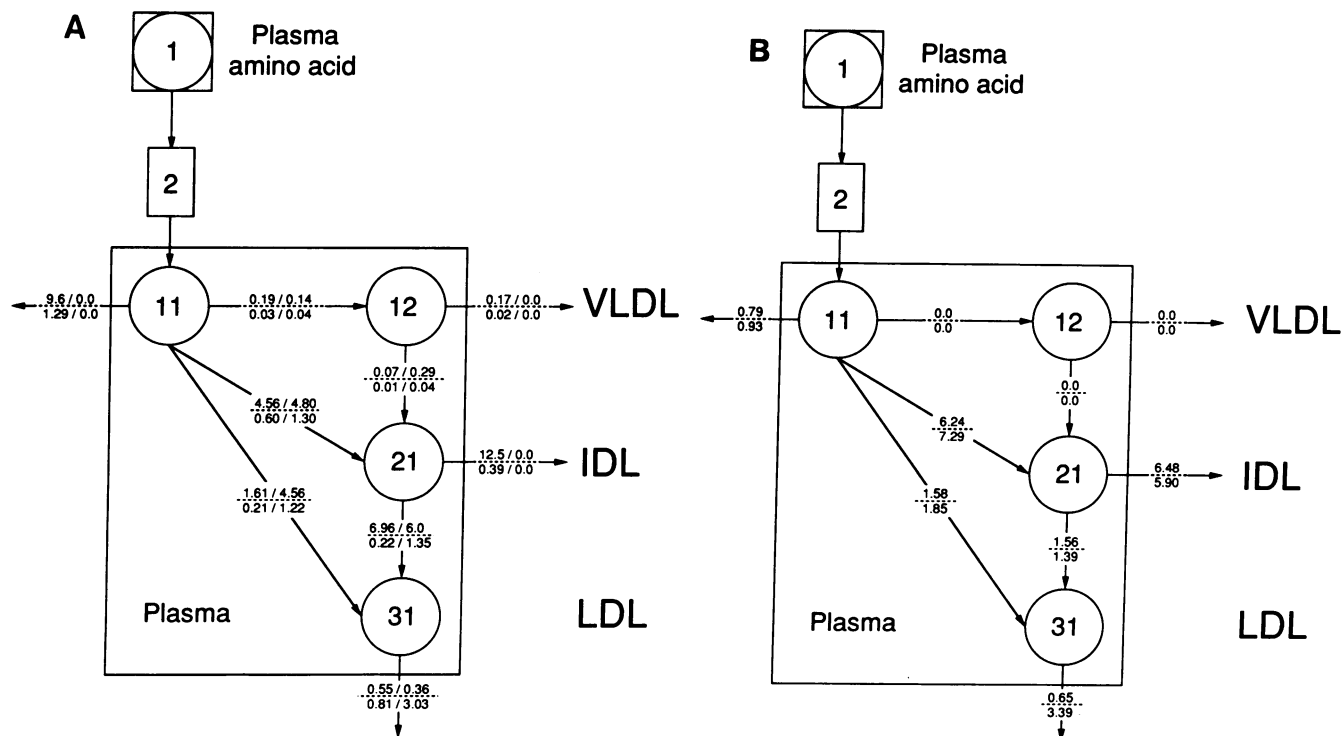 A
1
Plasma
amino acid
2
11
9.6 / 0.0
1.29 / 0.0
0.19 / 0.14
0.03 / 0.04
12
0.17 / 0.0
0.02 / 0.0
VLDL
0.07 / 0.29
0.01 / 0.04
4.56 / 4.80
0.60 / 1.30
21
12.5 / 0.0
0.39 / 0.0
IDL
1.61 / 4.56
0.21 / 1.22
6.96 / 6.0
0.22 / 1.35
Plasma
31
LDL
0.55 / 0.36
0.81 / 3.03
B
1
Plasma
amino acid
2
0.79
0.93
11
0.0
0.0
12
0.0
0.0
VLDL
0.0
0.0
6.24
7.29
21
6.48
5.90
IDL
1.58
1.85
1.56
1.39
Plasma
31
LDL
0.65
3.39